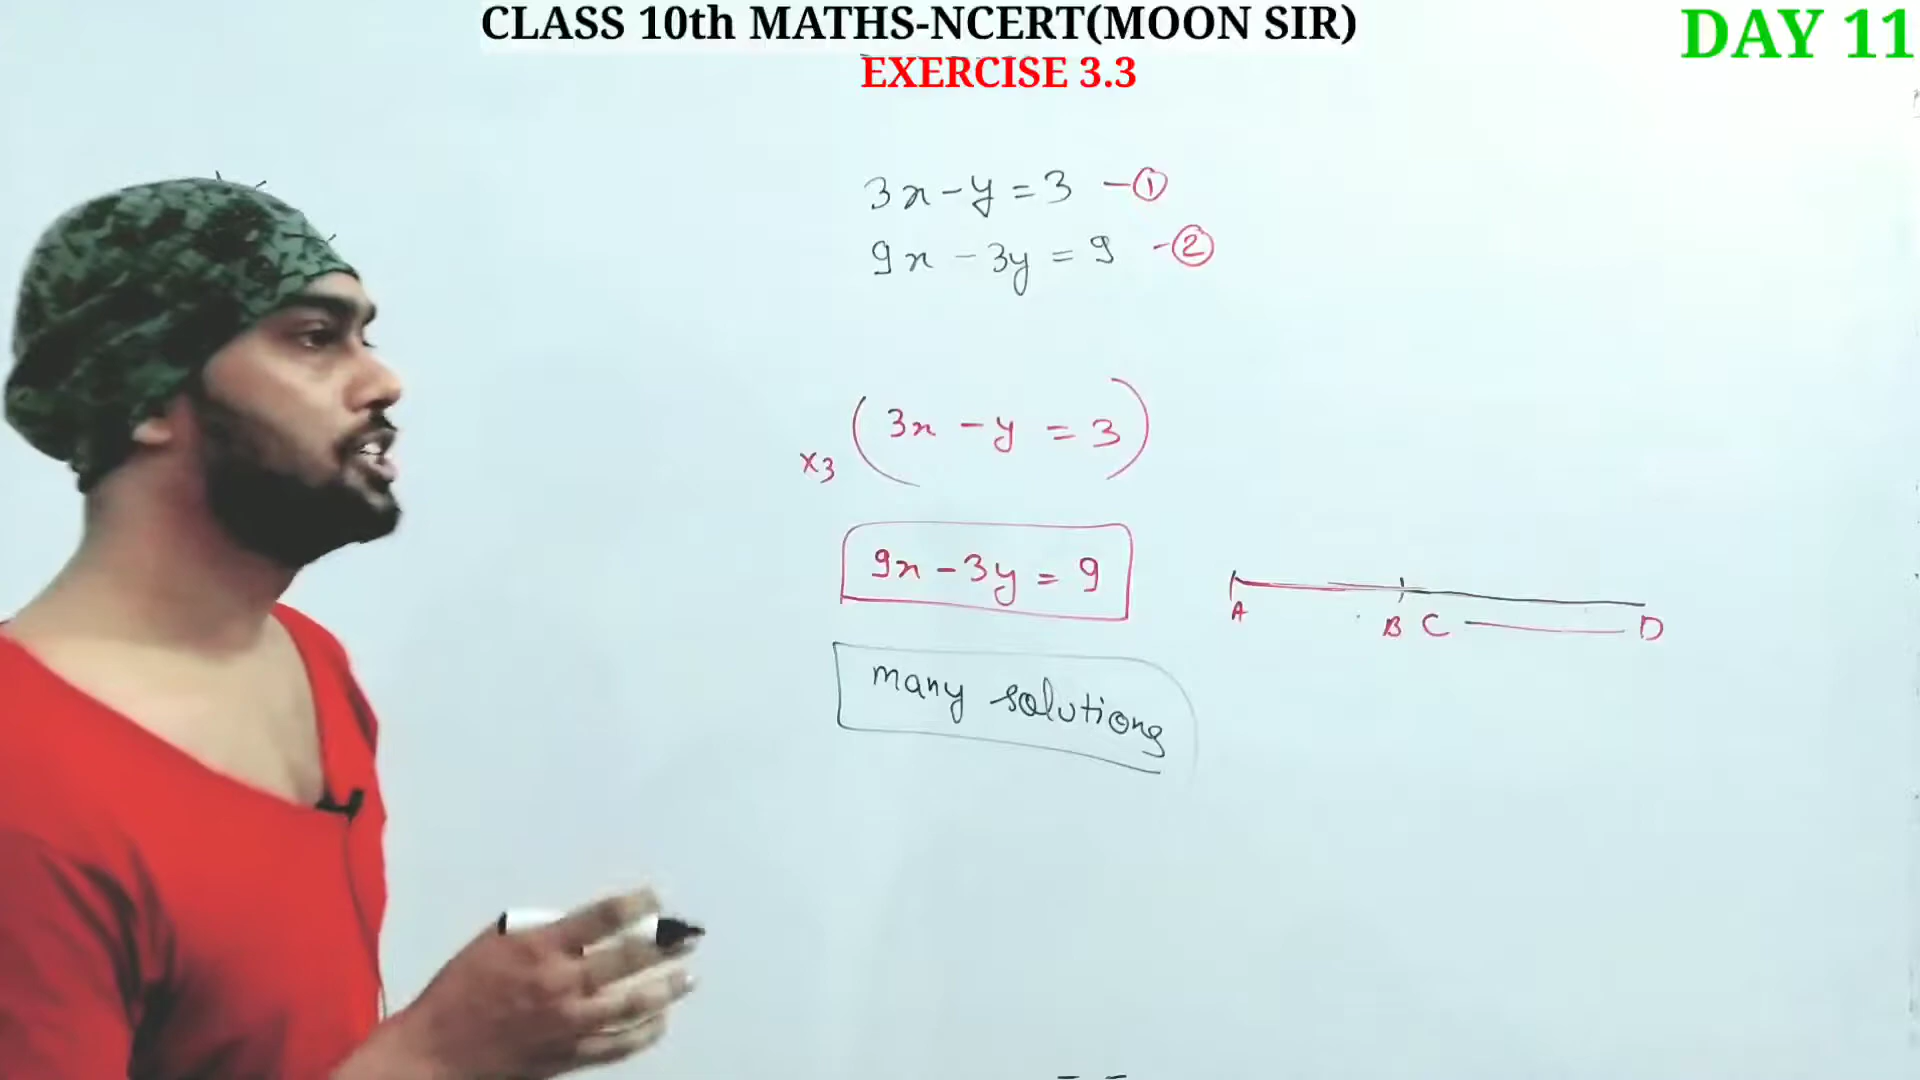 CLASS 10th MATHS-NCERT(MOON SIR)
DAY 11
EXERCISE 3.3
3x - y = 3 - ①
9x - 3y = 9 - ②
(3x - y = 3)
x3
9x - 3y = 9
A B C D
many solutions